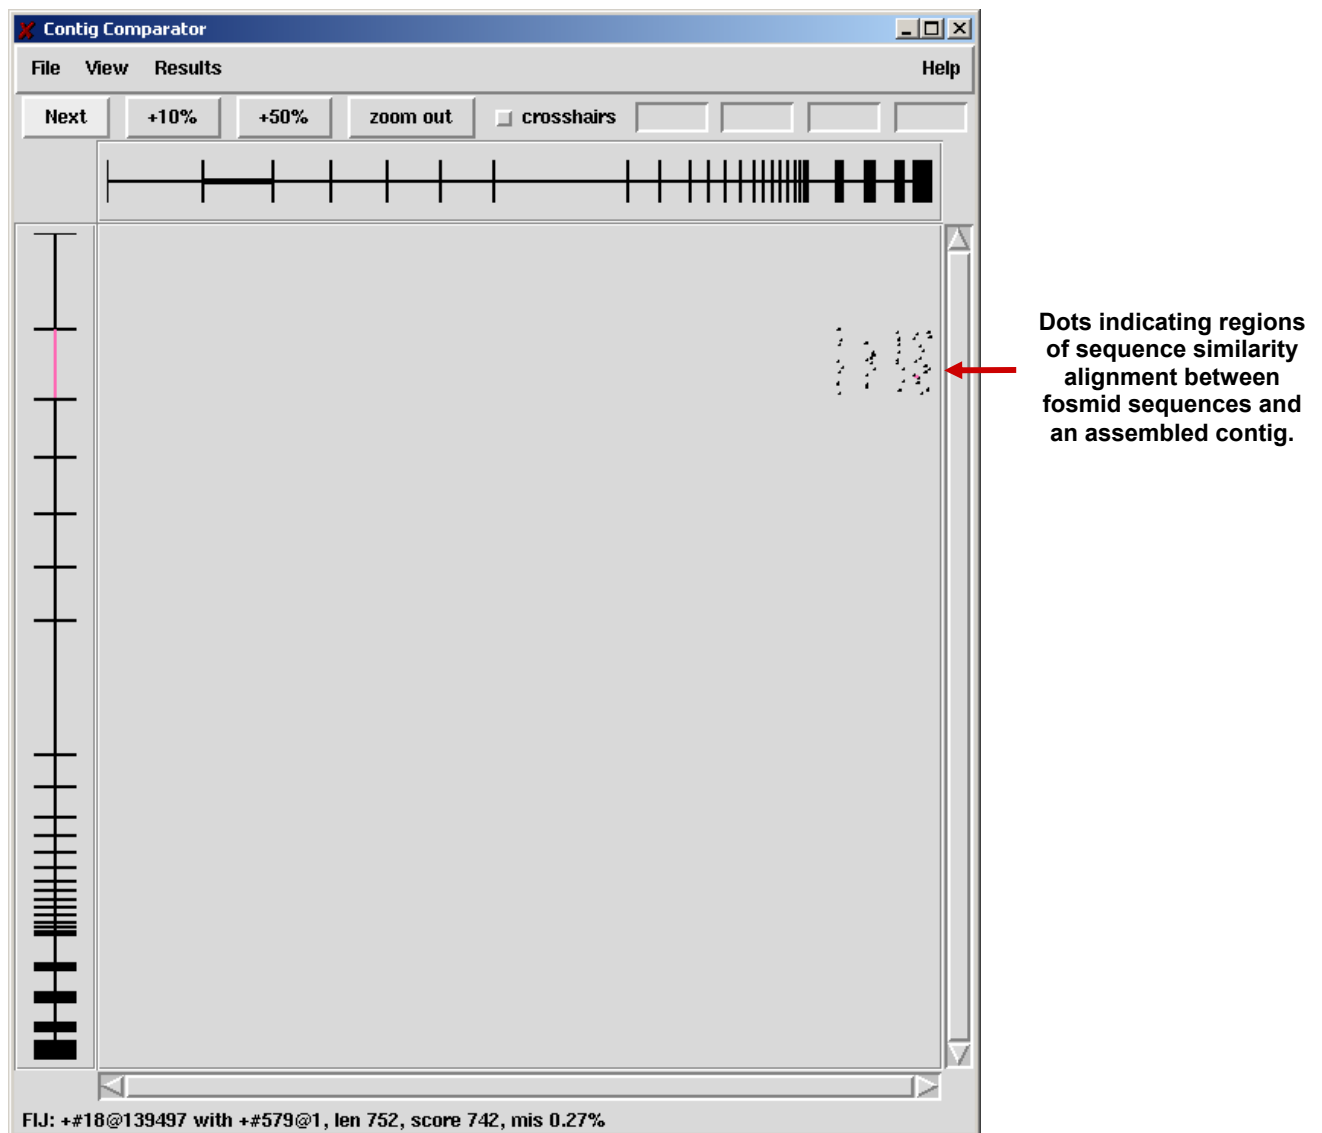 Contig Comparator
File View Results Help
Next +10% +50% zoom out crosshairs
Dots indicating regions
of sequence similarity
alignment between
fosmid sequences and
an assembled contig.
FIJ: +#18@139497 with +#579@1, len 752, score 742, mis 0.27%